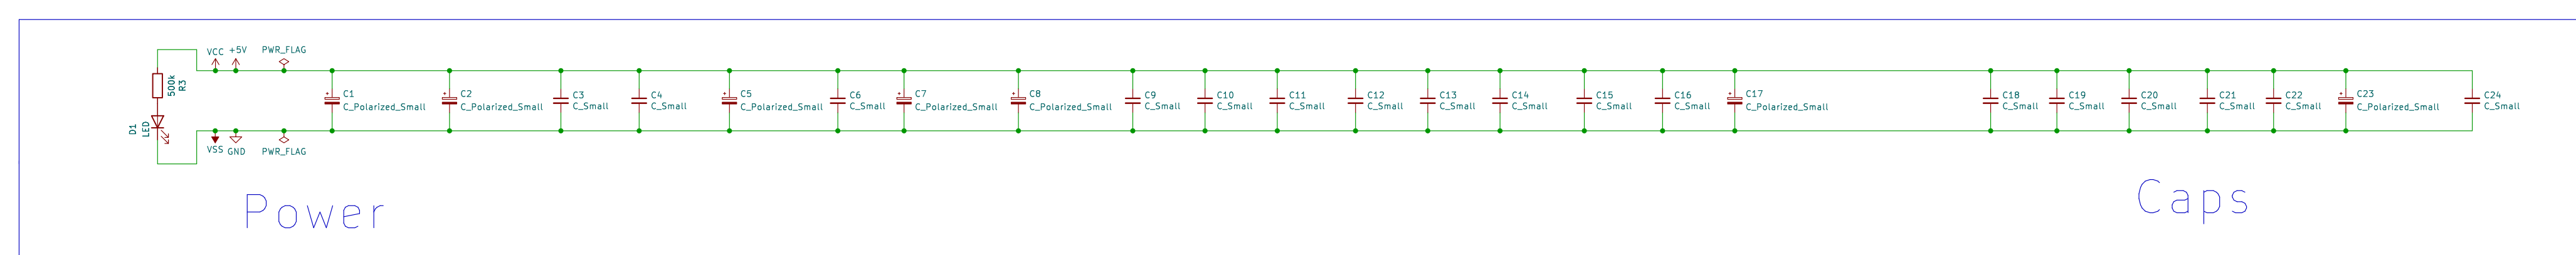 VCC
+5V
PWR_FLAG
500k
R3
D1
LED
VSS
GND
PWR_FLAG
C1
C_Polarized_Small
C2
C_Polarized_Small
C3
C_Small
C4
C_Small
C5
C_Polarized_Small
C6
C_Small
C7
C_Polarized_Small
C8
C_Polarized_Small
C9
C_Small
C10
C_Small
C11
C_Small
C12
C_Small
C13
C_Small
C14
C_Small
C15
C_Small
C16
C_Small
C17
C_Polarized_Small
C18
C_Small
C19
C_Small
C20
C_Small
C21
C_Small
C22
C_Small
C23
C_Polarized_Small
C24
C_Small
Power
Caps